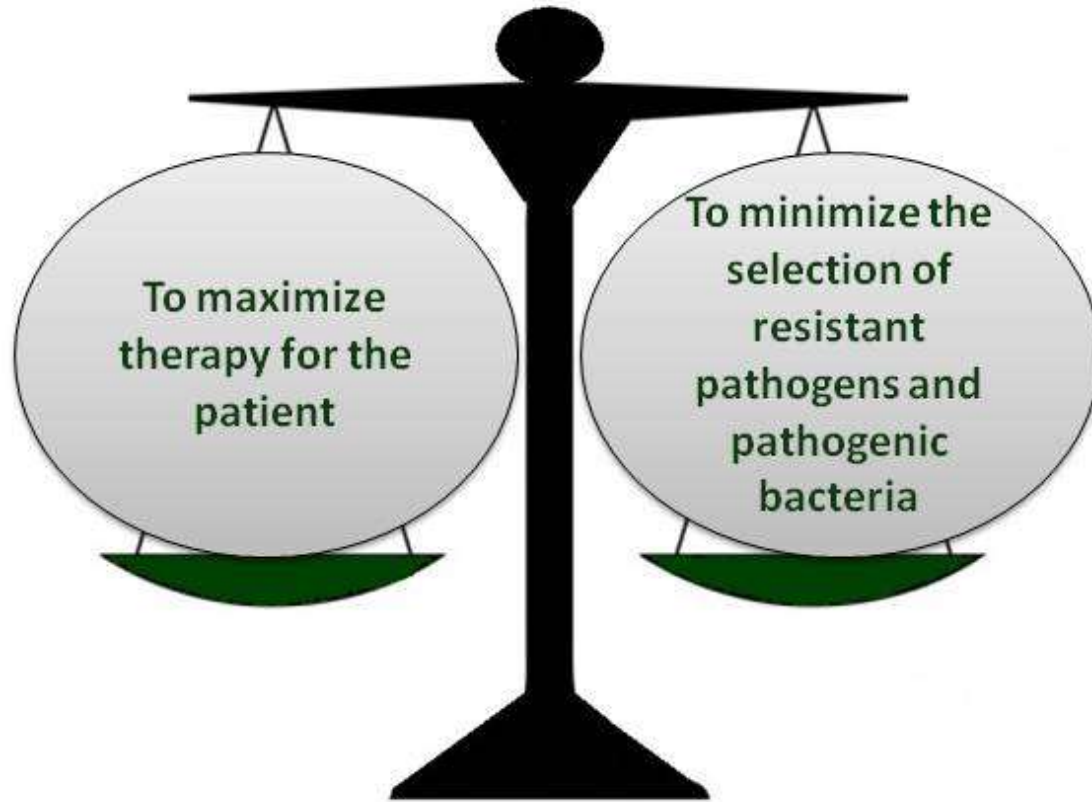 To maximize
therapy for the
patient
To minimize the
selection of
resistant
pathogens and
pathogenic
bacteria